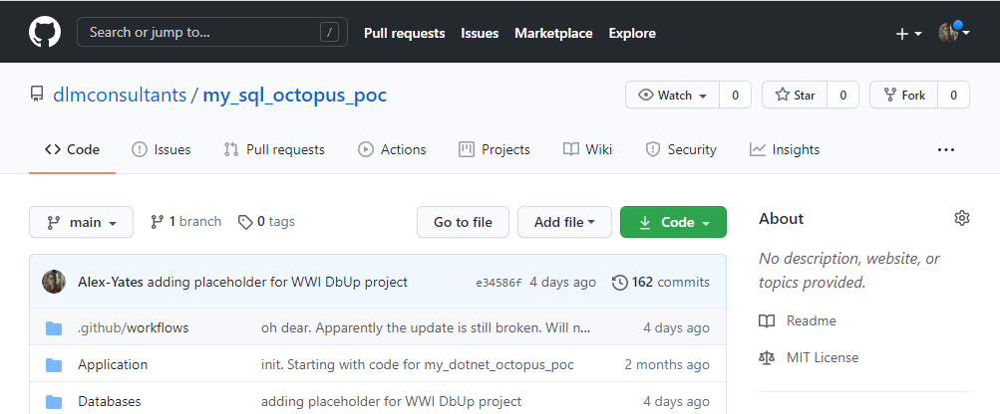 Search or jump to... / Pull requests Issues Marketplace Explore
dlmconsultants / my_sql_octopus_poc Watch 0 Star 0 Fork 0
Code Issues Pull requests Actions Projects Wiki Security Insights ...
main 1 branch 0 tags Go to file Add file Code
About
No description, website, or
topics provided.
Readme
MIT License
Alex-Yates adding placeholder for WWI DbUp project e34586f 4 days ago 162 commits
.github/workflows oh dear. Apparently the update is still broken. Will n... 4 days ago
Application init. Starting with code for my_dotnet_octopus_poc 2 months ago
Databases adding placeholder for WWI DbUp project 4 days ago